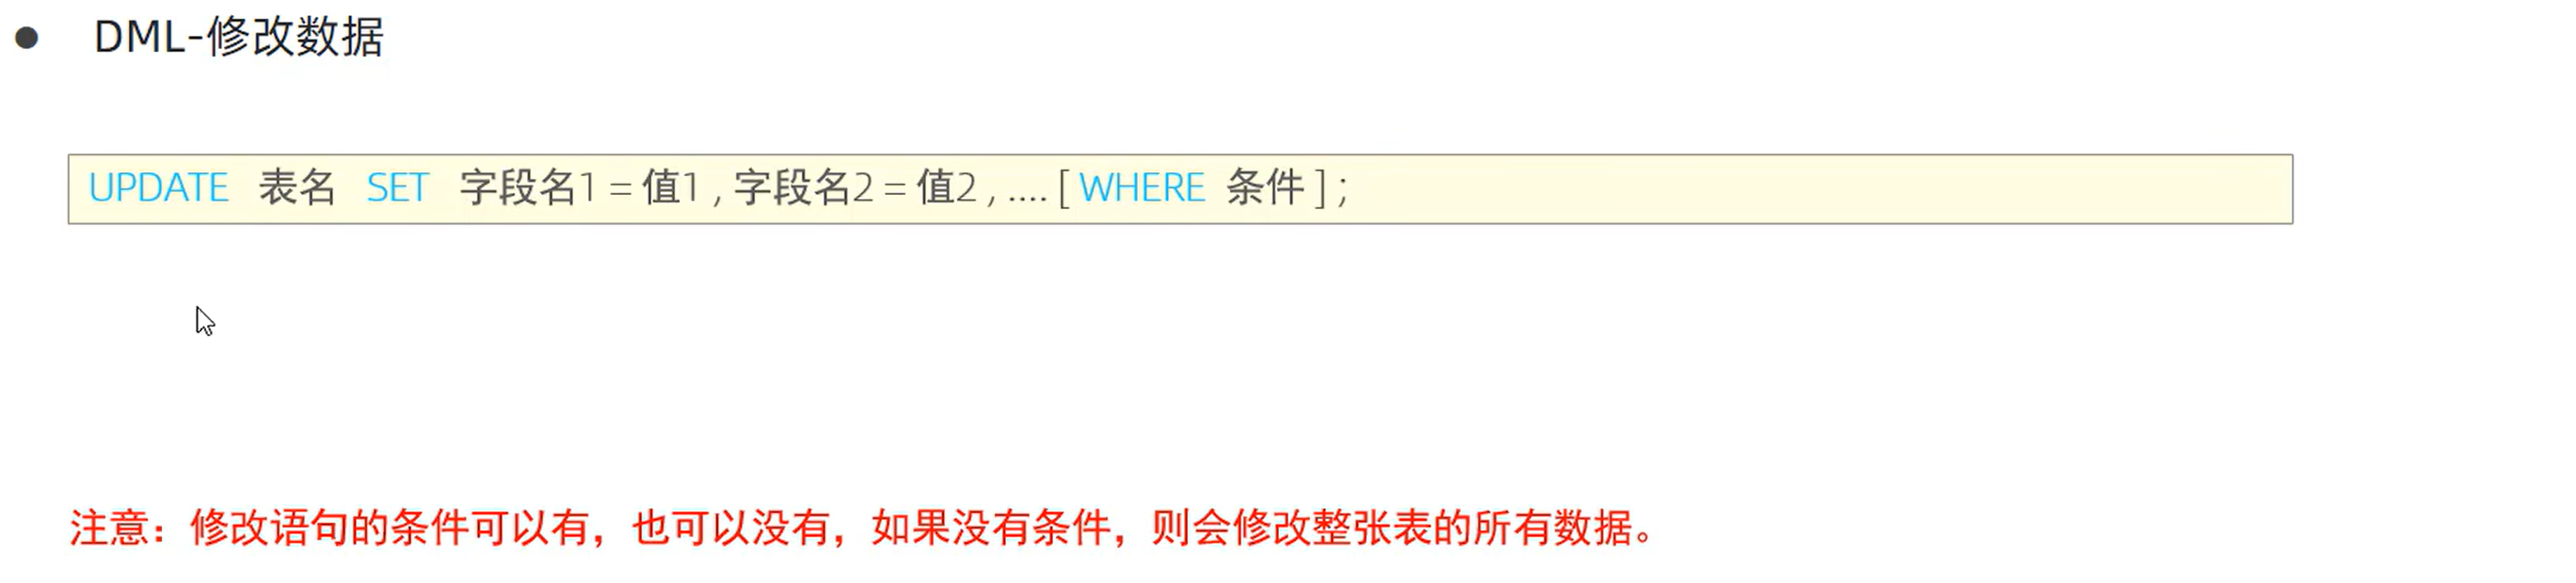 DML-修改数据
UPDATE 表名 SET 字段名1 = 值1 , 字段名2 = 值2 , .... [ WHERE 条件 ] ;
注意：修改语句的条件可以有，也可以没有，如果没有条件，则会修改整张表的所有数据。